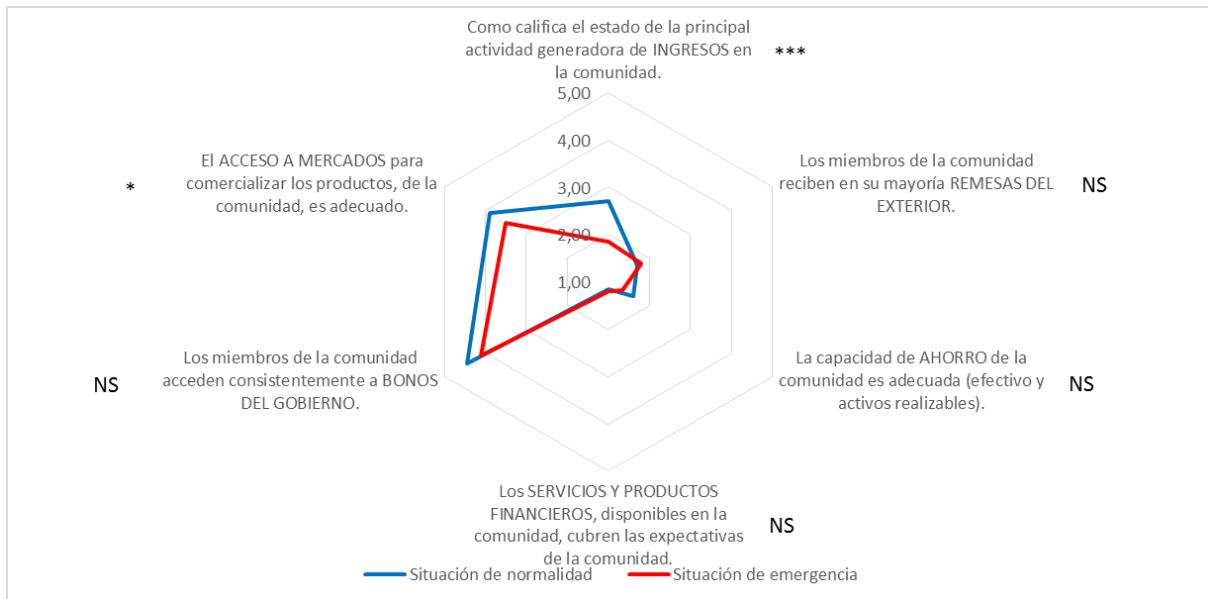 Como califica el estado de la principal
actividad generadora de INGRESOS en
la comunidad.
***
5,00
4,00
3,00
2,00
1,00
Los miembros de la comunidad
reciben en su mayoría REMESAS DEL
EXTERIOR.
NS
La capacidad de AHORRO de la
comunidad es adecuada (efectivo y
activos realizables).
NS
Los SERVICIOS Y PRODUCTOS
FINANCIEROS, disponibles en la
comunidad, cubren las expectativas
de la comunidad.
NS
Los miembros de la comunidad
acceden consistentemente a BONOS
DEL GOBIERNO.
NS
El ACCESO A MERCADOS para
comercializar los productos, de la
comunidad, es adecuado.
*
Situación de normalidad
Situación de emergencia